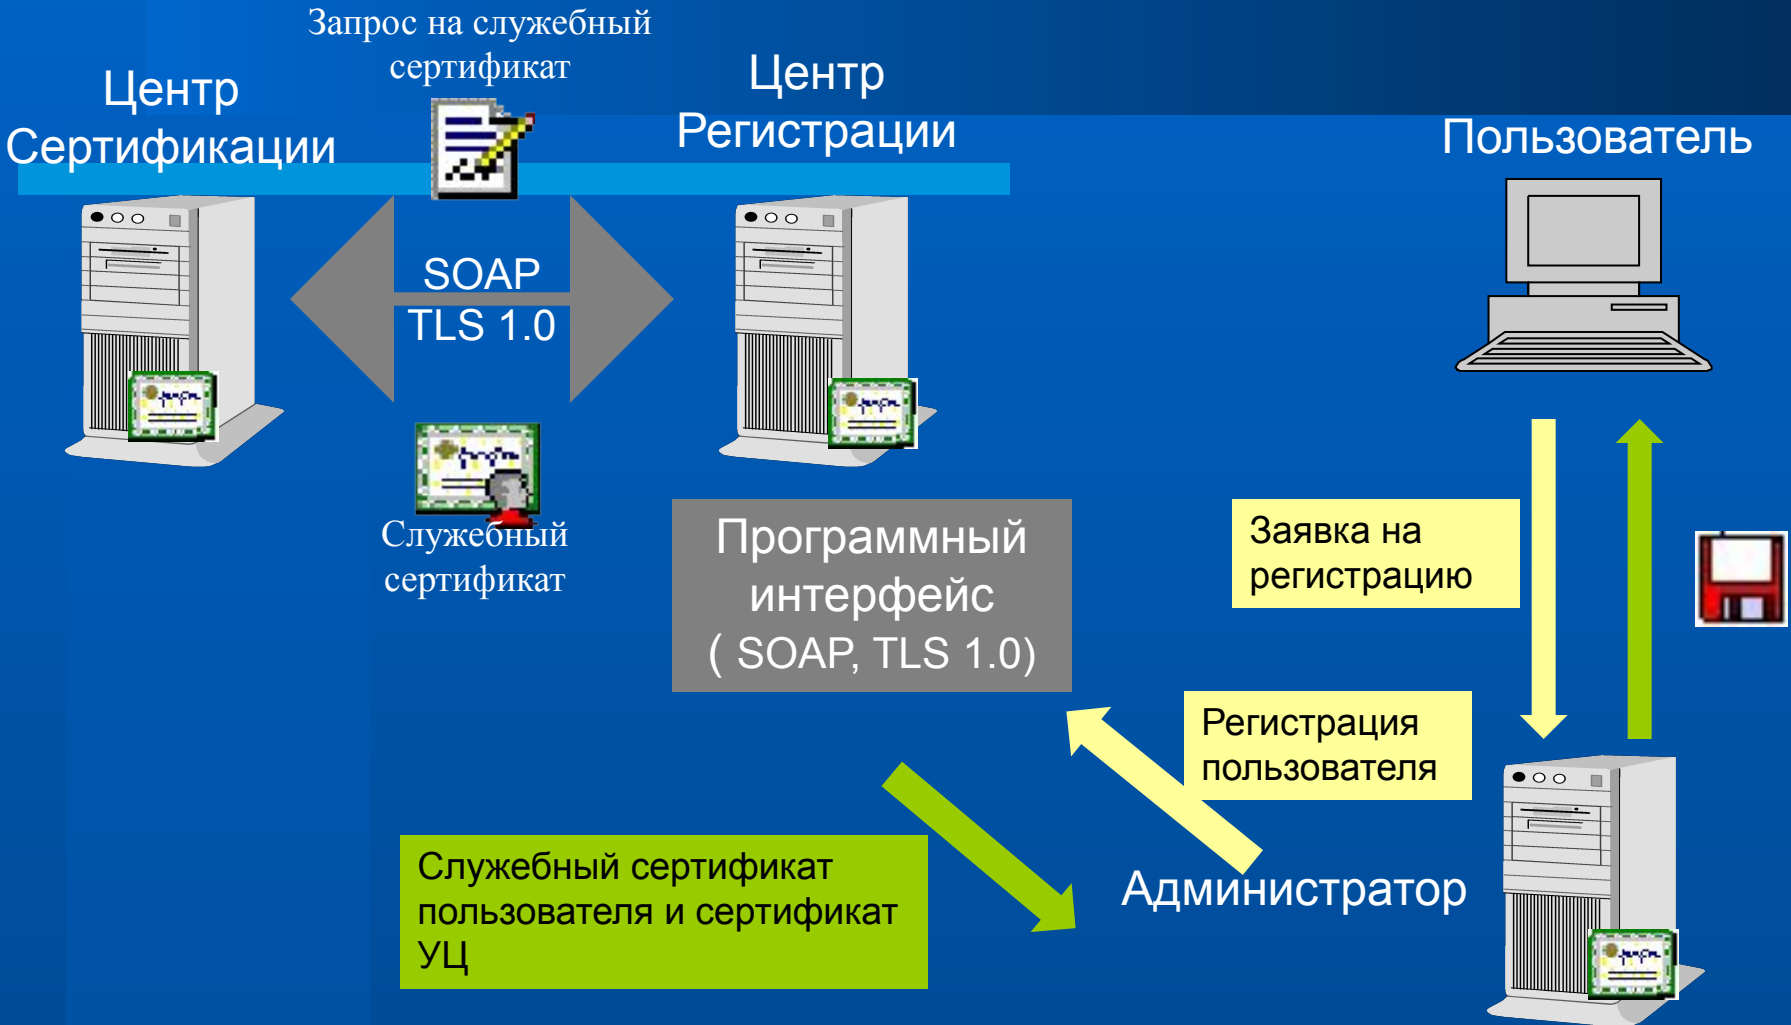 Запрос на служебный
сертификат
Центр
Сертификации
Центр
Регистрации
Пользователь
SOAP
TLS 1.0
Служебный
сертификат
Программный
интерфейс
( SOAP, TLS 1.0)
Заявка на
регистрацию
Регистрация
пользователя
Служебный сертификат
пользователя и сертификат
УЦ
Администратор